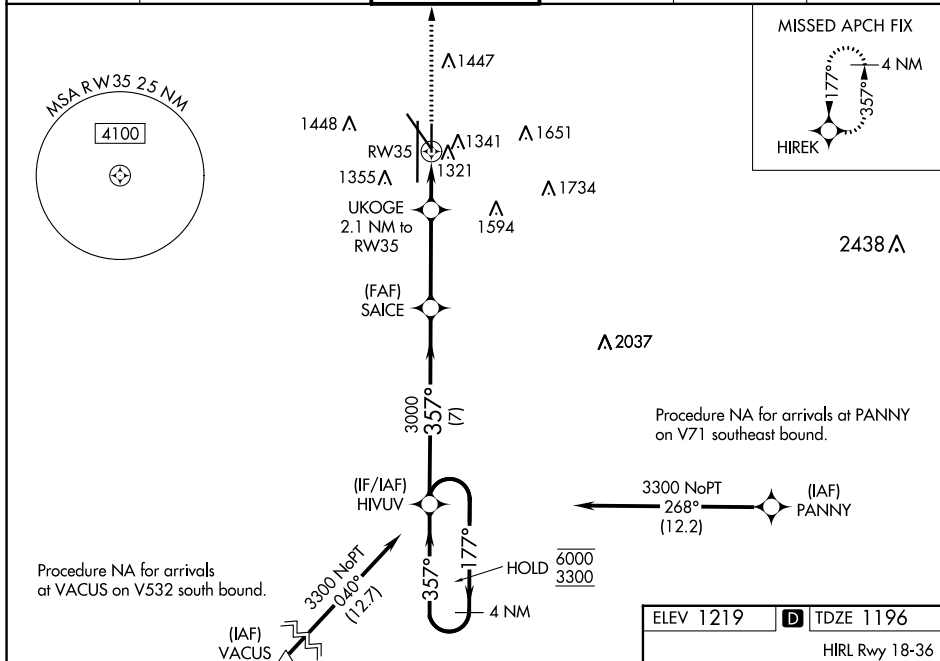 MISSED APCH FIX
4 NM
177°
357°
HIREK
MSA RW35 25 NM
4100
1447
1448
1341
1651
RW35
1321
1355
1734
UKOGE
2.1 NM to
RW35
1594
2438
(FAF)
SAICE
2037
3000
357°
(7)
Procedure NA for arrivals at PANNY
on V71 southeast bound.
(IF/IAF)
HIVUV
3300 NoPT
268°
(12.2)
(IAF)
PANNY
177°
357°
HOLD
6000
3300
4 NM
Procedure NA for arrivals
at VACUS on V532 south bound.
3300 NoPT
040°
(12.7)
(IAF)
VACUS
ELEV 1219
D
TDZE 1196
HIRL Rwy 18-36